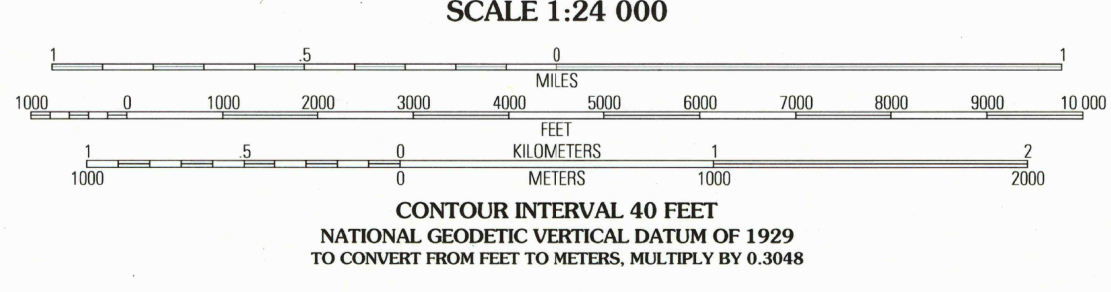 SCALE 1:24 000
1 .5 0 1
MILES
1000 0 1000 2000 3000 4000 5000 6000 7000 8000 9000 10 000
FEET
1 .5 0 KILOMETERS 1 2
1000 0 METERS 1000 2000
CONTOUR INTERVAL 40 FEET
NATIONAL GEODETIC VERTICAL DATUM OF 1929
TO CONVERT FROM FEET TO METERS, MULTIPLY BY 0.3048